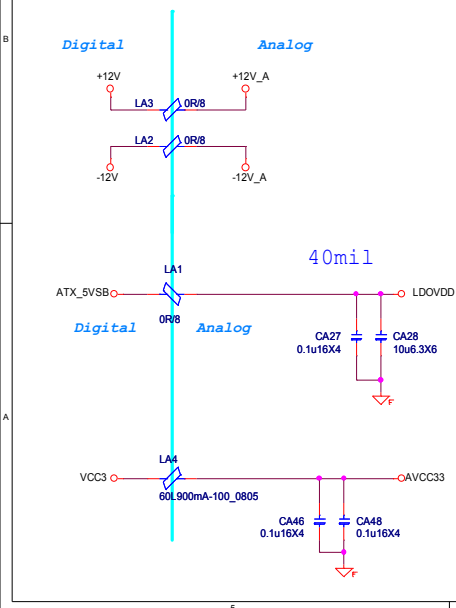 B
Digital
Analog
+12V
+12V_A
LA3
0R/8
LA2
0R/8
-12V
-12V_A
40mil
LA1
ATX_5VSB
LDOVDD
0R/8
Digital
Analog
CA27
0.1u16X4
CA28
10u6.3X6
F
A
LA4
VCC3
AVCC33
60L900mA-100_0805
CA46
0.1u16X4
CA48
0.1u16X4
F